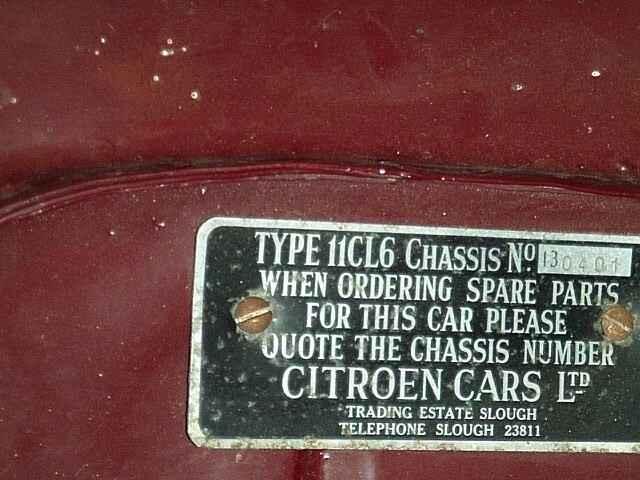 TYPE 11CL6 CHASSIS No 130401
WHEN ORDERING SPARE PARTS
FOR THIS CAR PLEASE
QUOTE THE CHASSIS NUMBER
CITROEN CARS LTD
TRADING ESTATE SLOUGH
TELEPHONE SLOUGH 23811